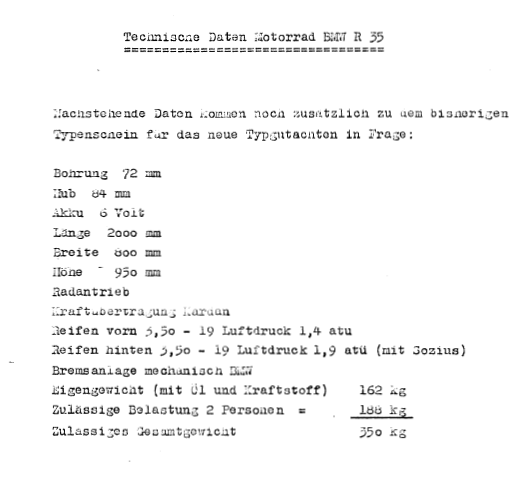 Technische Daten Motorrad BMW R 35
==================================
Nachstehende Daten kommen noch zusätzlich zu dem bisherigen
Typenschein für das neue Typgutachten in Frage:
Bohrung 72 mm
Hub 84 mm
Akku 6 Volt
Länge 2000 mm
Breite 800 mm
Höhe 950 mm
Radantrieb
Kraftübertragung Kardan
Reifen vorn 3,50 - 19 Luftdruck 1,4 atu
Reifen hinten 3,50 - 19 Luftdruck 1,9 atü (mit Sozius)
Bremsanlage mechanisch BMW
Eigengewicht (mit Öl und Kraftstoff) 162 kg
Zulässige Belastung 2 Personen = 188 kg
Zulässiges Gesamtgewicht 350 kg